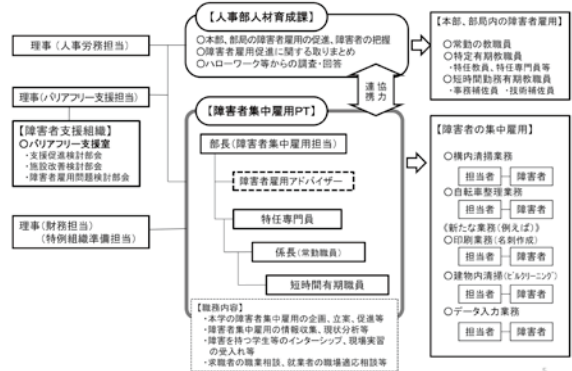 理事（人事労務担当）
理事(バリアフリー支援担当)
【障害者支援組織】
○バリアフリー支援室
・支援促進検討部会
・施設改善検討部会
・障害者雇用問題検討部会
理事（財務担当）
（特例組織準備担当）
【人事部人材育成課】
○本部、部局の障害者雇用の促進、障害者の把握
○障害者雇用促進に関する取りまとめ
○ハローワーク等からの調査・回答
連携
協力
【障害者集中雇用PT】
部長（障害者集中雇用担当）
障害者雇用アドバイザー
特任専門員
係長（常勤職員）
短時間有期職員
【職務内容】
・本学の障害者集中雇用の企画、立案、促進等
・障害者集中雇用の情報収集、現状分析等
・障害を持つ学生等のインターシップ、現場実習
の受入れ等
・求職者の職業相談、就業者の職場適応相談等
【本部、部局内の障害者雇用】
○常勤の教職員
○特定有期教職員
・特任教員、特任専門員等
○短時間勤務有期教職員
・事務補佐員 ・技術補佐員
【障害者の集中雇用】
○構内清掃業務
担当者 障害者
○自転車整理業務
担当者 障害者
《新たな業務（例えば）》
○印刷業務（名刺作成）
担当者 障害者
○建物内清掃（ビルクリーニング）
担当者 障害者
○データ入力業務
担当者 障害者